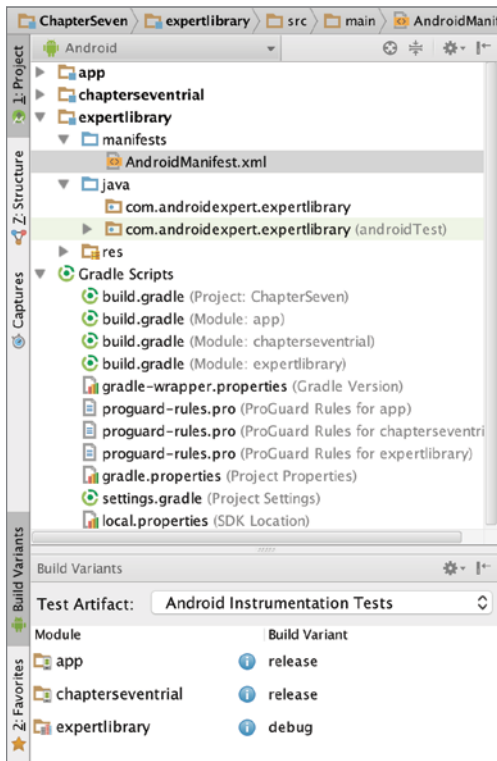 ChapterSeven expertlibrary src main AndroidManif
Android
app
chapterseventrial
expertlibrary
manifests
AndroidManifest.xml
java
com.androidexpert.expertlibrary
com.androidexpert.expertlibrary (androidTest)
res
Gradle Scripts
build.gradle (Project: ChapterSeven)
build.gradle (Module: app)
build.gradle (Module: chapterseventrial)
build.gradle (Module: expertlibrary)
gradle-wrapper.properties (Gradle Version)
proguard-rules.pro (ProGuard Rules for app)
proguard-rules.pro (ProGuard Rules for chapterseventri
proguard-rules.pro (ProGuard Rules for expertlibrary)
gradle.properties (Project Properties)
settings.gradle (Project Settings)
local.properties (SDK Location)
1: Project
Z: Structure
Captures
Build Variants
2: Favorites
Build Variants
Test Artifact: Android Instrumentation Tests
Module Build Variant
app release
chapterseventrial release
expertlibrary debug